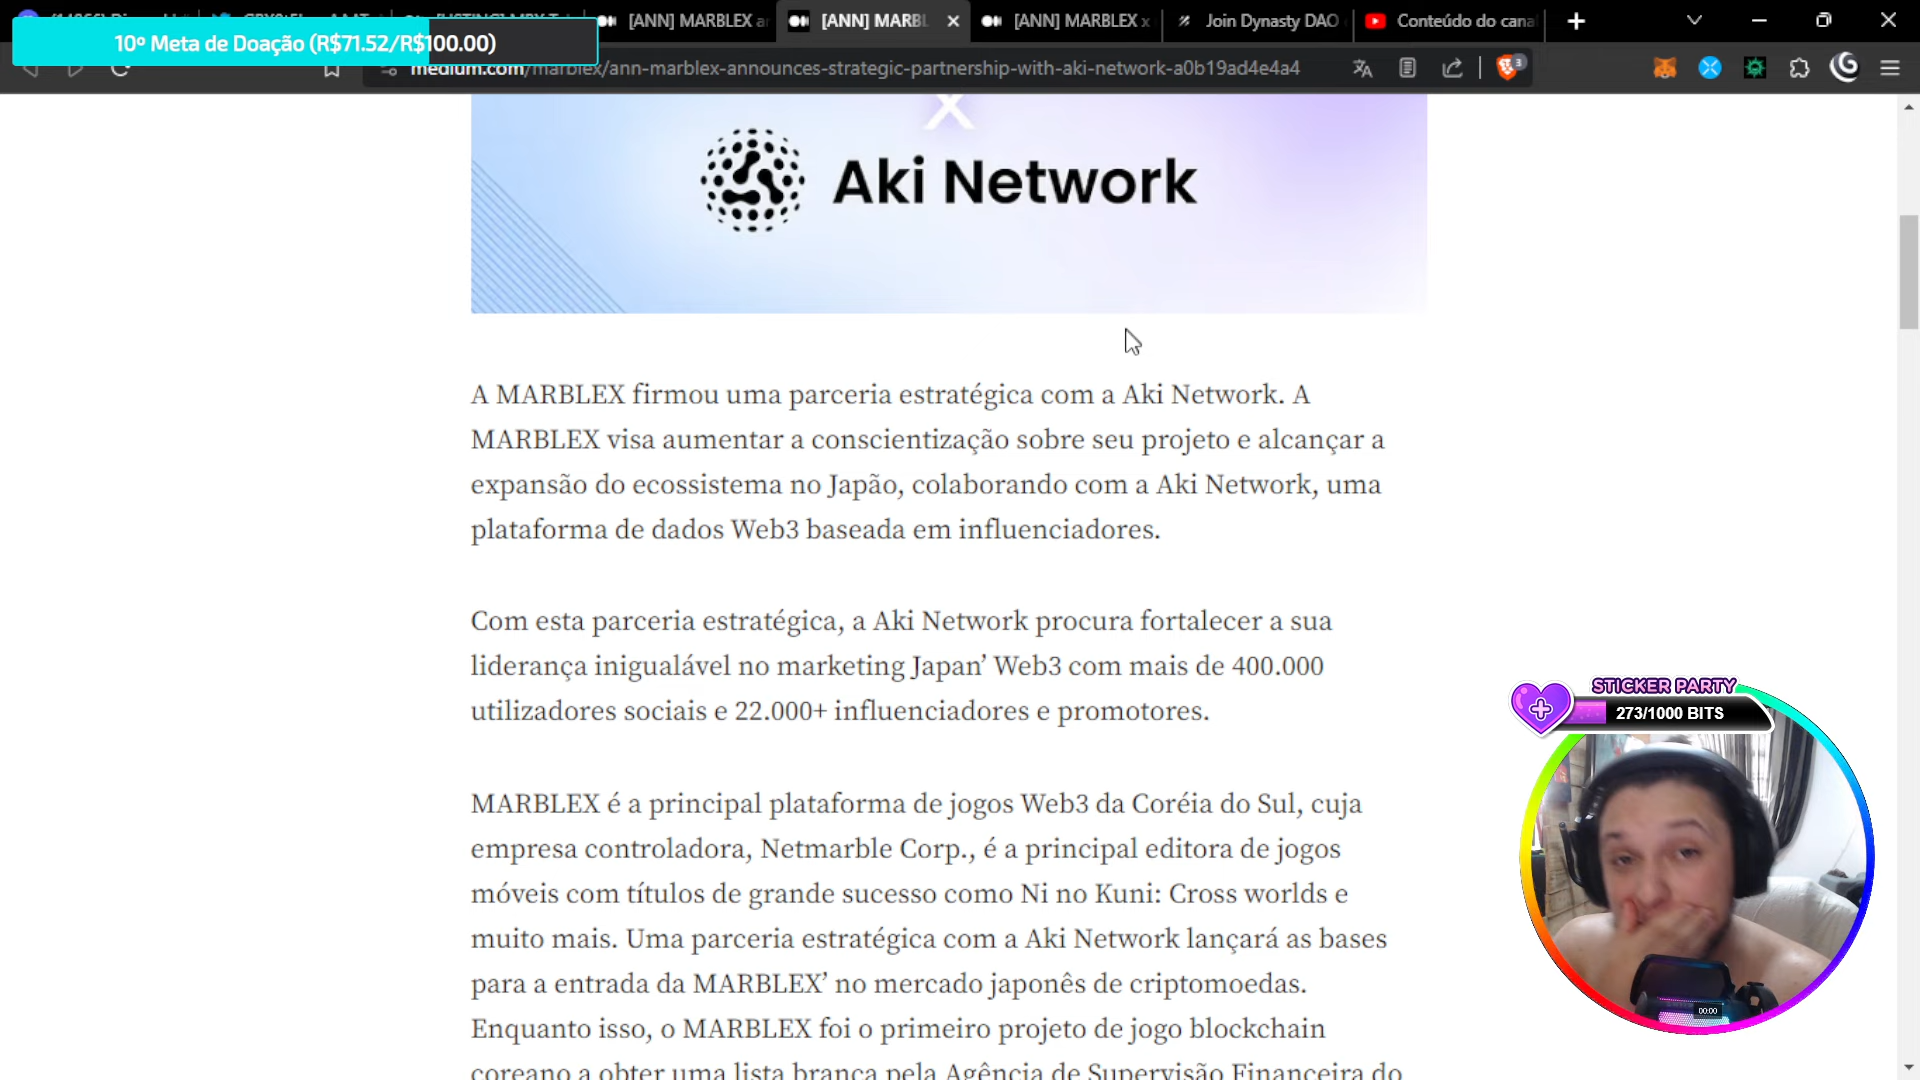 [ANN] MARBLEX a
[ANN] MARBL
[ANN] MARBLEX x
Join Dynasty DAO
Conteúdo do cana
10º Meta de Doação (R$71.52/R$100.00)
medium.com/marblex/ann-marblex-announces-strategic-partnership-with-aki-network-a0b19ad4e4a4
3
X
Aki Network
A MARBLEX firmou uma parceria estratégica com a Aki Network. A
MARBLEX visa aumentar a conscientização sobre seu projeto e alcançar a
expansão do ecossistema no Japão, colaborando com a Aki Network, uma
plataforma de dados Web3 baseada em influenciadores.
Com esta parceria estratégica, a Aki Network procura fortalecer a sua
liderança inigualável no marketing Japan’ Web3 com mais de 400.000
utilizadores sociais e 22.000+ influenciadores e promotores.
STICKER PARTY
273/1000 BITS
MARBLEX é a principal plataforma de jogos Web3 da Coréia do Sul, cuja
empresa controladora, Netmarble Corp., é a principal editora de jogos
móveis com títulos de grande sucesso como Ni no Kuni: Cross worlds e
muito mais. Uma parceria estratégica com a Aki Network lançará as bases
para a entrada da MARBLEX’ no mercado japonês de criptomoedas.
Enquanto isso, o MARBLEX foi o primeiro projeto de jogo blockchain
coreano a obter uma lista branca pela Agência de Supervisão Financeira do
00:00